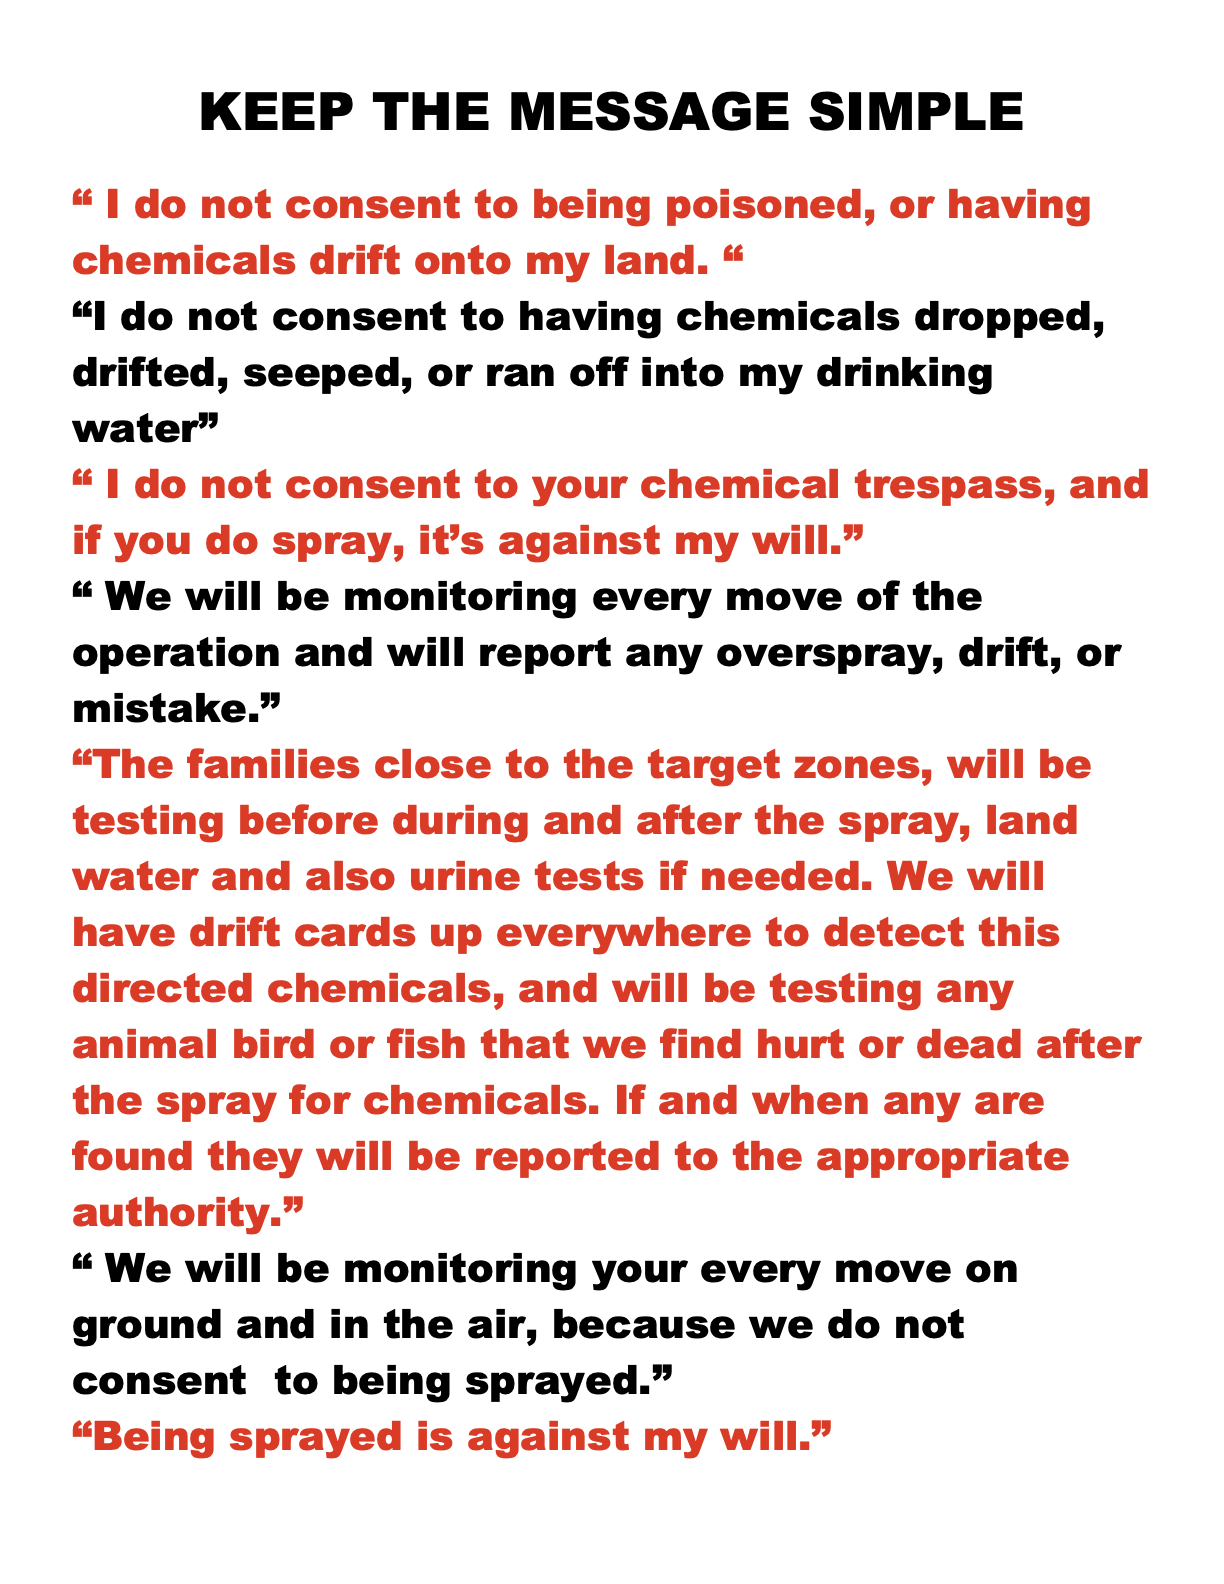 KEEP THE MESSAGE SIMPLE
“ I do not consent to being poisoned, or having
chemicals drift onto my land. “
“I do not consent to having chemicals dropped,
drifted, seeped, or ran off into my drinking
water”
“ I do not consent to your chemical trespass, and
if you do spray, it’s against my will.”
“ We will be monitoring every move of the
operation and will report any overspray, drift, or
mistake.”
“The families close to the target zones, will be
testing before during and after the spray, land
water and also urine tests if needed. We will
have drift cards up everywhere to detect this
directed chemicals, and will be testing any
animal bird or fish that we find hurt or dead after
the spray for chemicals. If and when any are
found they will be reported to the appropriate
authority.”
“ We will be monitoring your every move on
ground and in the air, because we do not
consent  to being sprayed.”
“Being sprayed is against my will.”